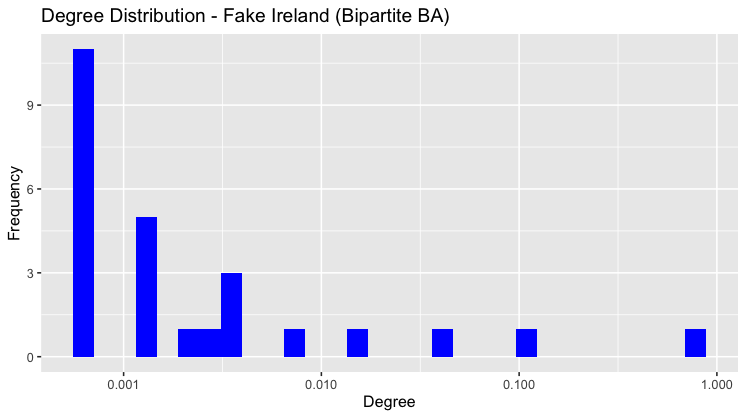 Degree Distribution - Fake Ireland (Bipartite BA)
9
6
3
0
Frequency
0.001 0.010 0.100 1.000
Degree